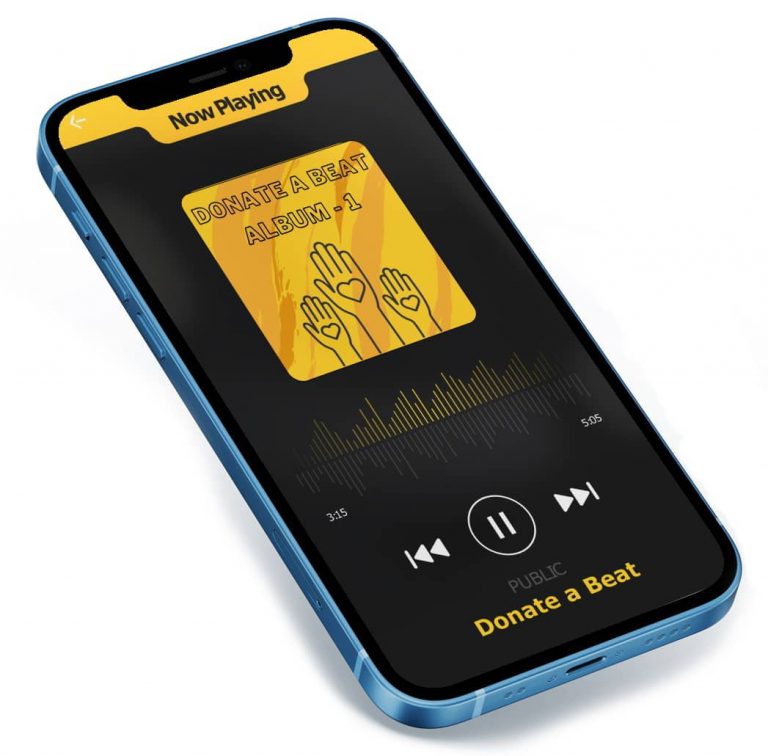 Now Playing
DONATE A BEAT
ALBUM - 1
3:15
5:05
PUBLIC
Donate a Beat